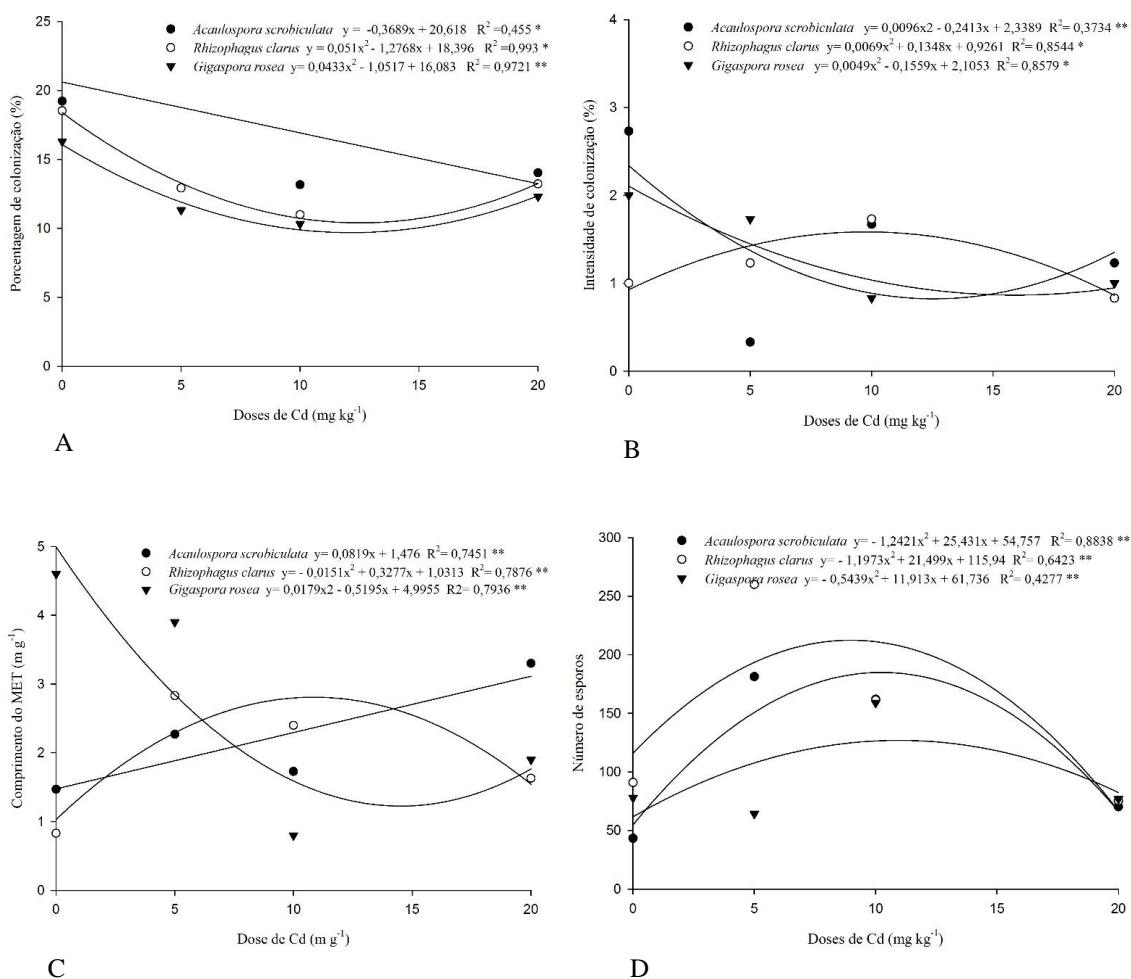 Acaulospora scrobiculata y = -0,3689x + 20,618 R² =0,455 *
Rhizophagus clarus y = 0,051x² - 1,2768x + 18,396 R² =0,993 *
Gigaspora rosea y= 0,0433x² - 1,0517 + 16,083 R² = 0,9721 **
25
20
15
10
5
0
Porcentagem de colonização (%)
0 5 10 15 20
Doses de Cd (mg kg⁻¹)
A
Acaulospora scrobiculata y= 0,0096x2 - 0,2413x + 2,3389 R² = 0,3734 **
Rhizophagus clarus y= 0,0069x² + 0,1348x + 0,9261 R²= 0,8544 *
Gigaspora rosea y= 0,0049x² - 0,1559x + 2,1053 R²= 0,8579 *
4
3
2
1
0
Intensidade de colonização (%)
0 5 10 15 20
Doses de Cd (mg kg⁻¹)
B
Acaulospora scrobiculata y= 0,0819x + 1,476 R²= 0,7451 **
Rhizophagus clarus y= - 0,0151x² + 0,3277x + 1,0313 R²= 0,7876 **
Gigaspora rosea y= 0,0179x2 - 0,5195x + 4,9955 R2= 0,7936 **
5
4
3
2
1
0
Comprimento do MET (m g⁻¹)
0 5 10 15 20
Dose de Cd (m g⁻¹)
C
Acaulospora scrobiculata y= - 1,2421x² + 25,431x + 54,757 R² = 0,8838 **
Rhizophagus clarus y= - 1,1973x² + 21,499x + 115,94 R²= 0,6423 **
Gigaspora rosea y= - 0,5439x² + 11,913x + 61,736 R²= 0,4277 **
300
250
200
150
100
50
0
Número de esporos
0 5 10 15 20
Doses de Cd (mg kg⁻¹)
D